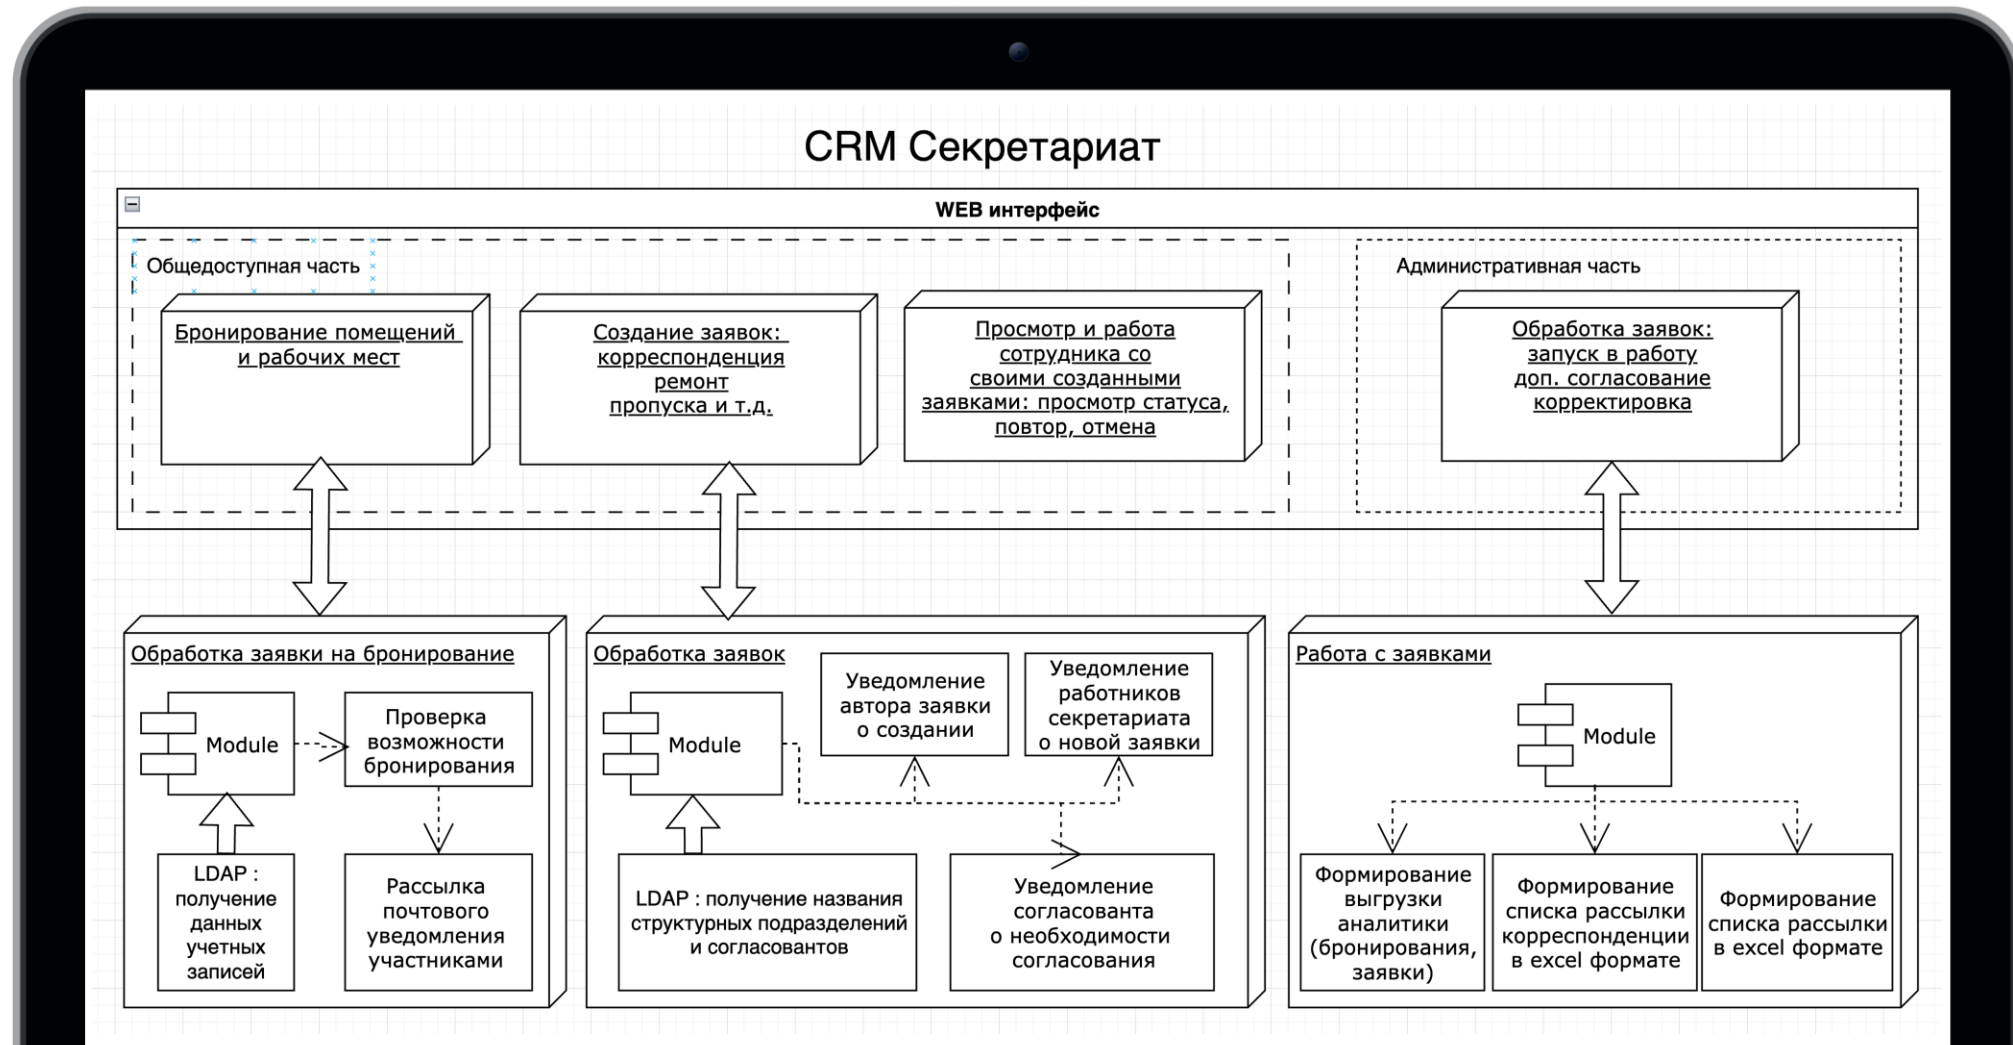 CRM Секретариат
WEB интерфейс
Общедоступная часть
Бронирование помещений
и рабочих мест
Создание заявок:
корреспонденция
ремонт
пропуска и т.д.
Просмотр и работа
сотрудника со
своими созданными
заявками: просмотр статуса,
повтор, отмена
Административная часть
Обработка заявок:
запуск в работу
доп. согласование
корректировка
Обработка заявки на бронирование
Module
Проверка
возможности
бронирования
LDAP :
получение
данных
учетных
записей
Рассылка
почтового
уведомления
участниками
Обработка заявок
Module
Уведомление
автора заявки
о создании
Уведомление
работников
секретариата
о новой заявки
LDAP : получение названия
структурных подразделений
и согласовантов
Уведомление
согласованта
о необходимости
согласования
Работа с заявками
Module
Формирование
выгрузки
аналитики
(бронирования,
заявки)
Формирование
списка рассылки
корреспонденции
в excel формате
Формирование
списка рассылки
в excel формате